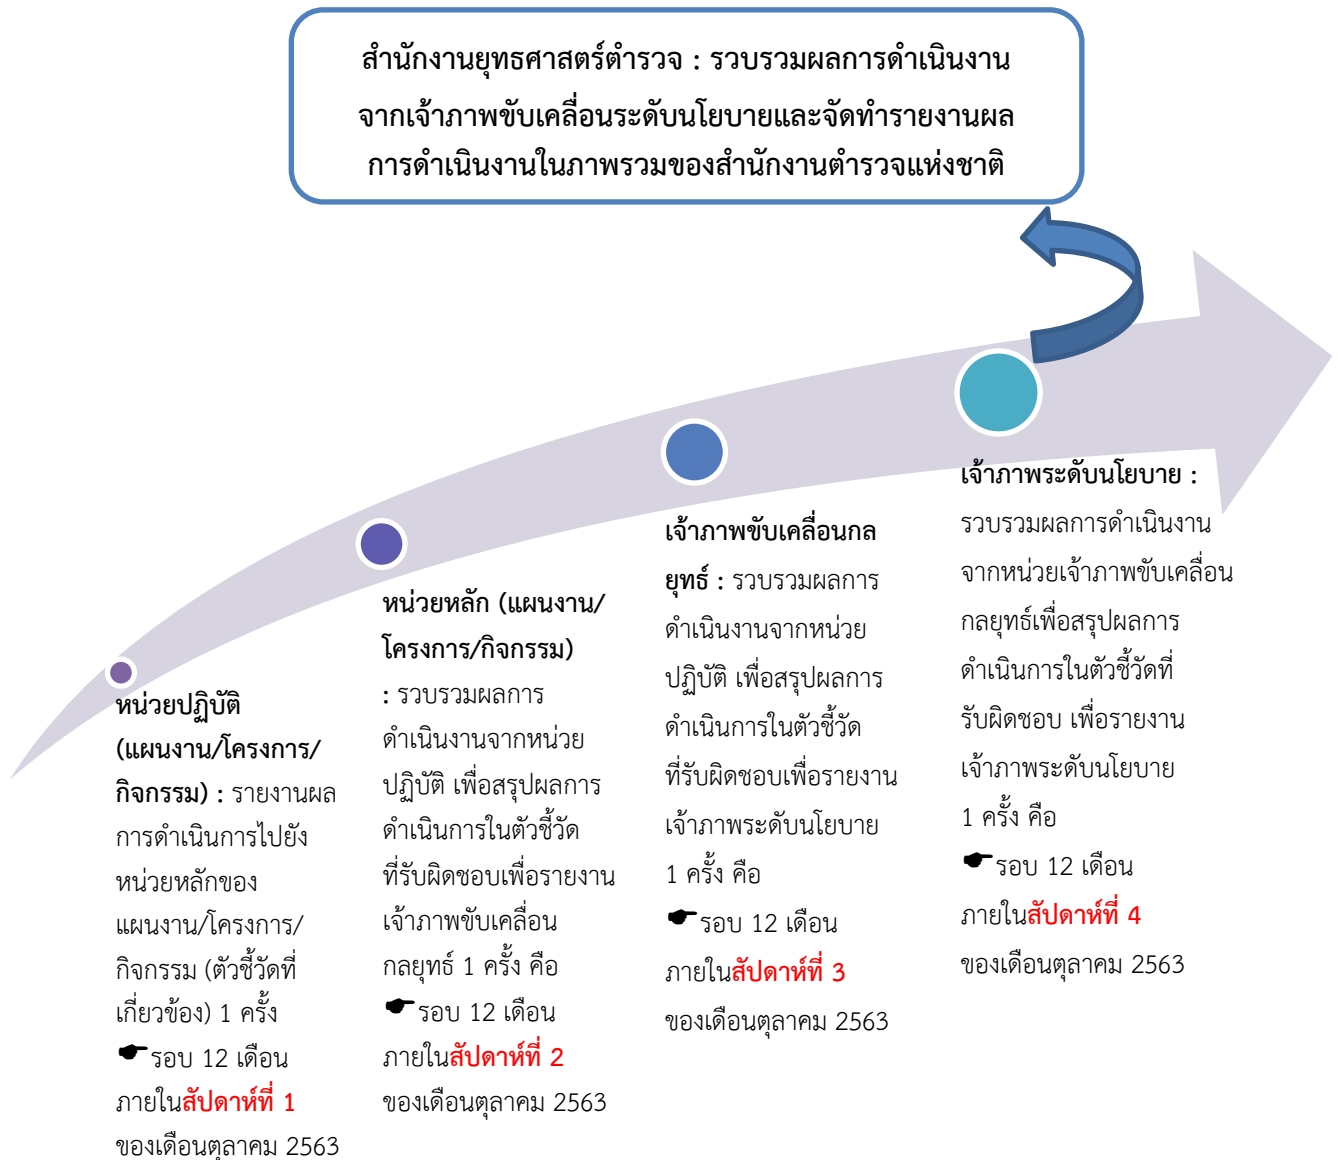 สำนักงานยุทธศาสตร์ตำรวจ : รวบรวมผลการดำเนินงาน
จากเจ้าภาพขับเคลื่อนระดับนโยบายและจัดทำรายงานผล
การดำเนินงานในภาพรวมของสำนักงานตำรวจแห่งชาติ
หน่วยปฏิบัติ
(แผนงาน/โครงการ/
กิจกรรม) : รายงานผล
การดำเนินการไปยัง
หน่วยหลักของ
แผนงาน/โครงการ/
กิจกรรม (ตัวชี้วัดที่
เกี่ยวข้อง) 1 ครั้ง
รอบ 12 เดือน
ภายในสัปดาห์ที่ 1
ของเดือนตุลาคม 2563
หน่วยหลัก (แผนงาน/
โครงการ/กิจกรรม)
: รวบรวมผลการ
ดำเนินงานจากหน่วย
ปฏิบัติ เพื่อสรุปผลการ
ดำเนินการในตัวชี้วัด
ที่รับผิดชอบเพื่อรายงาน
เจ้าภาพขับเคลื่อน
กลยุทธ์ 1 ครั้ง คือ
รอบ 12 เดือน
ภายในสัปดาห์ที่ 2
ของเดือนตุลาคม 2563
เจ้าภาพขับเคลื่อนกล
ยุทธ์ : รวบรวมผลการ
ดำเนินงานจากหน่วย
ปฏิบัติ เพื่อสรุปผลการ
ดำเนินการในตัวชี้วัด
ที่รับผิดชอบเพื่อรายงาน
เจ้าภาพระดับนโยบาย
1 ครั้ง คือ
รอบ 12 เดือน
ภายในสัปดาห์ที่ 3
ของเดือนตุลาคม 2563
เจ้าภาพระดับนโยบาย :
รวบรวมผลการดำเนินงาน
จากหน่วยเจ้าภาพขับเคลื่อน
กลยุทธ์เพื่อสรุปผลการ
ดำเนินการในตัวชี้วัดที่
รับผิดชอบ เพื่อรายงาน
เจ้าภาพระดับนโยบาย
1 ครั้ง คือ
รอบ 12 เดือน
ภายในสัปดาห์ที่ 4
ของเดือนตุลาคม 2563